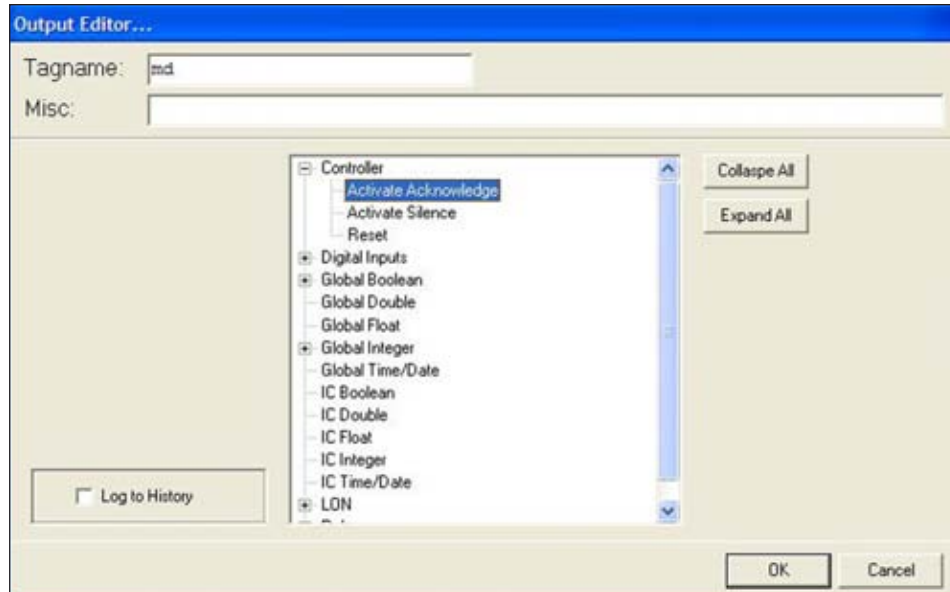 Output Editor...
Tagname: md
Misc:
Controller
Activate Acknowledge
Activate Silence
Reset
Digital Inputs
Global Boolean
Global Double
Global Float
Global Integer
Global Time/Date
IC Boolean
IC Double
IC Float
IC Integer
IC Time/Date
LON
Collaspe All
Expand All
Log to History
OK
Cancel